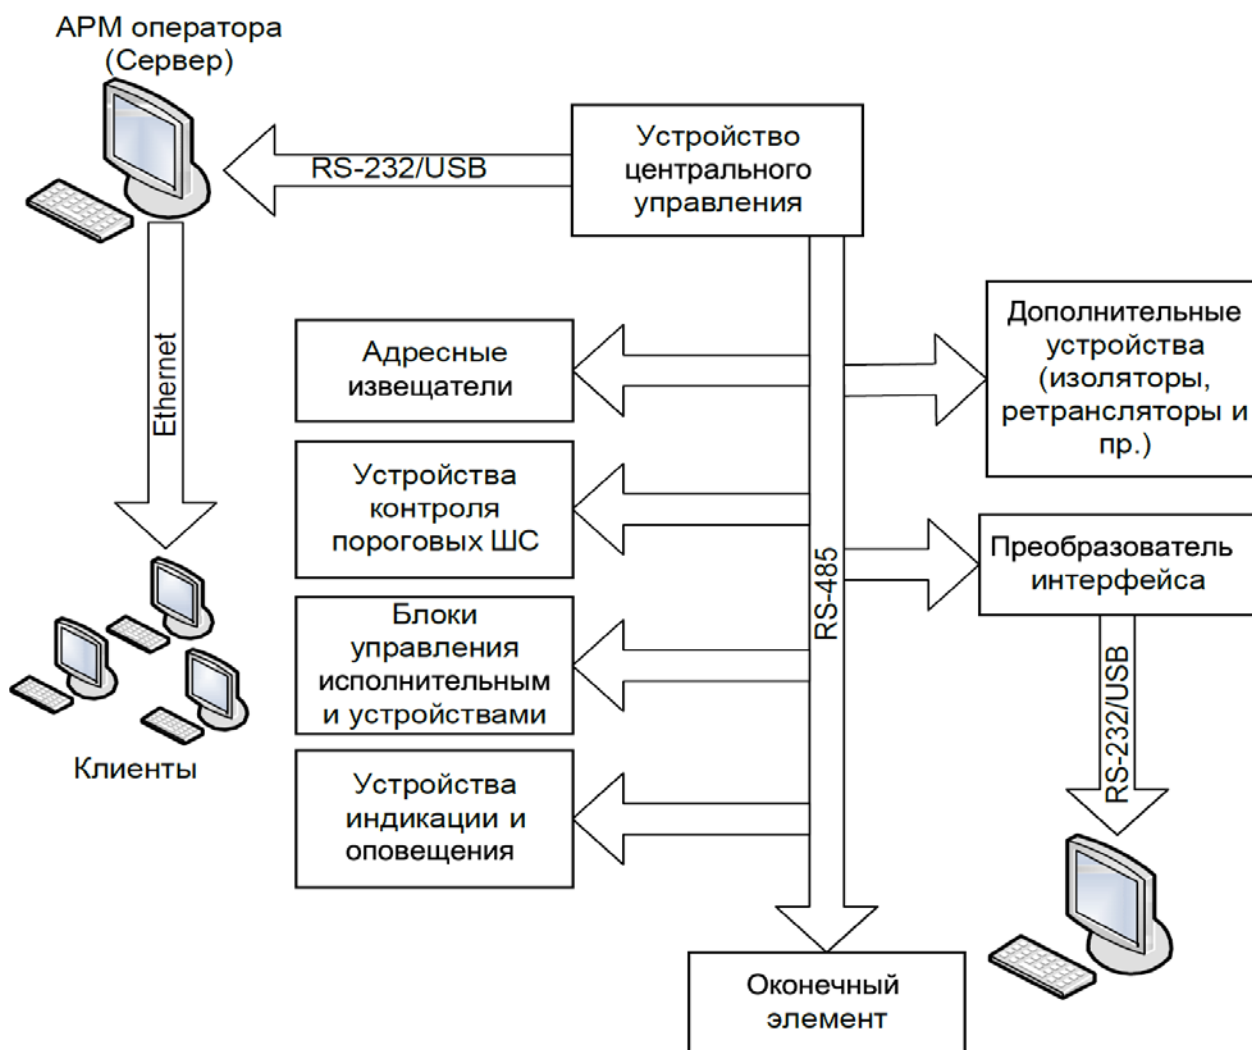 АРМ оператора
(Сервер)
RS-232/USB
Устройство
центрального
управления
Ethernet
Адресные
извещатели
Дополнительные
устройства
(изоляторы,
ретрансляторы и
пр.)
Устройства
контроля
пороговых ШС
RS-485
Преобразователь
интерфейса
Блоки
управления
исполнительным
и устройствами
RS-232/USB
Клиенты
Устройства
индикации и
оповещения
Оконечный
элемент